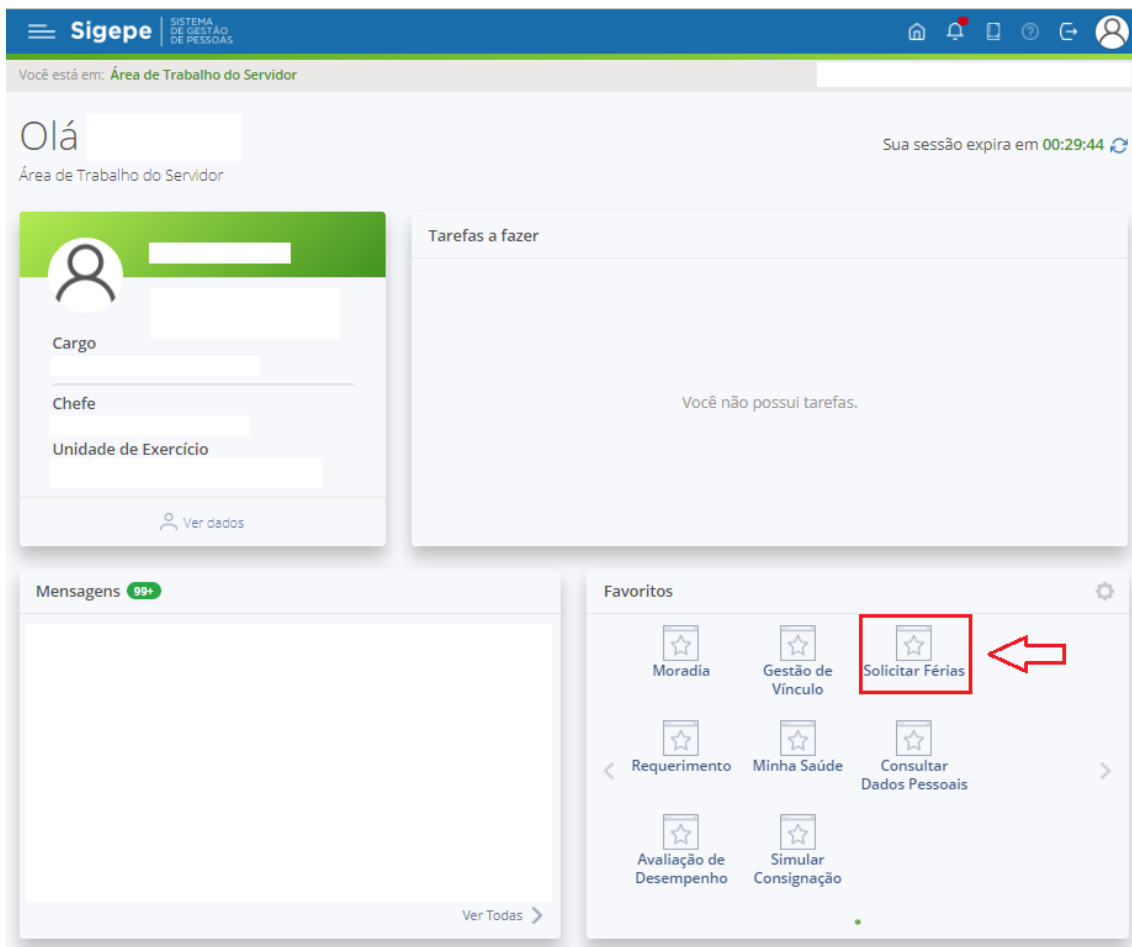 Sigepe
SISTEMA
DE GESTÃO
DE PESSOAS
Você está em: Área de Trabalho do Servidor
Olá
Sua sessão expira em 00:29:44
Área de Trabalho do Servidor
Tarefas a fazer
Cargo
Você não possui tarefas.
Chefe
Unidade de Exercício
Ver dados
Mensagens 99+
Favoritos
Moradia
Gestão de
Vínculo
Solicitar Férias
Requerimento
Minha Saúde
Consultar
Dados Pessoais
Avaliação de
Desempenho
Simular
Consignação
Ver Todas